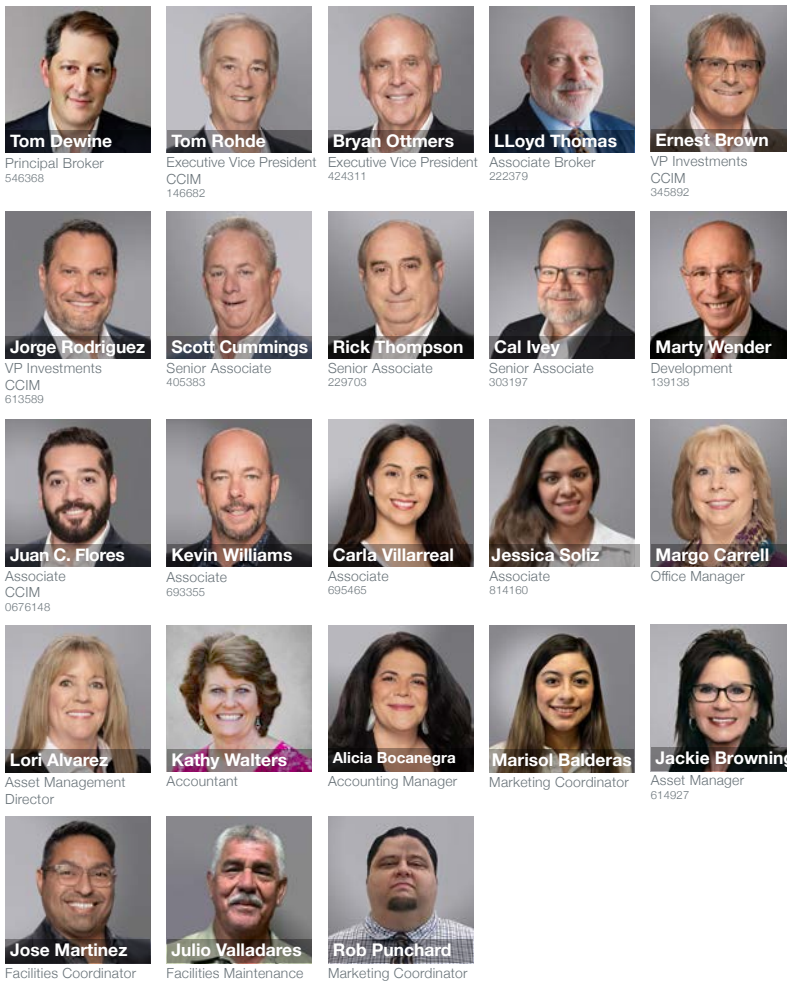 Tom Dewine
Principal Broker
546368
Tom Rohde
Executive Vice President
CCIM
146682
Bryan Ottmers
Executive Vice President
424311
LLoyd Thomas
Associate Broker
222379
Ernest Brown
VP Investments
CCIM
345892
Jorge Rodriguez
VP Investments
CCIM
613589
Scott Cummings
Senior Associate
405383
Rick Thompson
Senior Associate
229703
Cal Ivey
Senior Associate
303197
Marty Wender
Development
139138
Juan C. Flores
Associate
CCIM
0676148
Kevin Williams
Associate
693355
Carla Villarreal
Associate
695465
Jessica Soliz
Associate
814160
Margo Carrell
Office Manager
Lori Alvarez
Asset Management
Director
Kathy Walters
Accountant
Alicia Bocanegra
Accounting Manager
Marisol Balderas
Marketing Coordinator
Jackie Browning
Asset Manager
614927
Jose Martinez
Facilities Coordinator
Julio Valladares
Facilities Maintenance
Rob Punchard
Marketing Coordinator